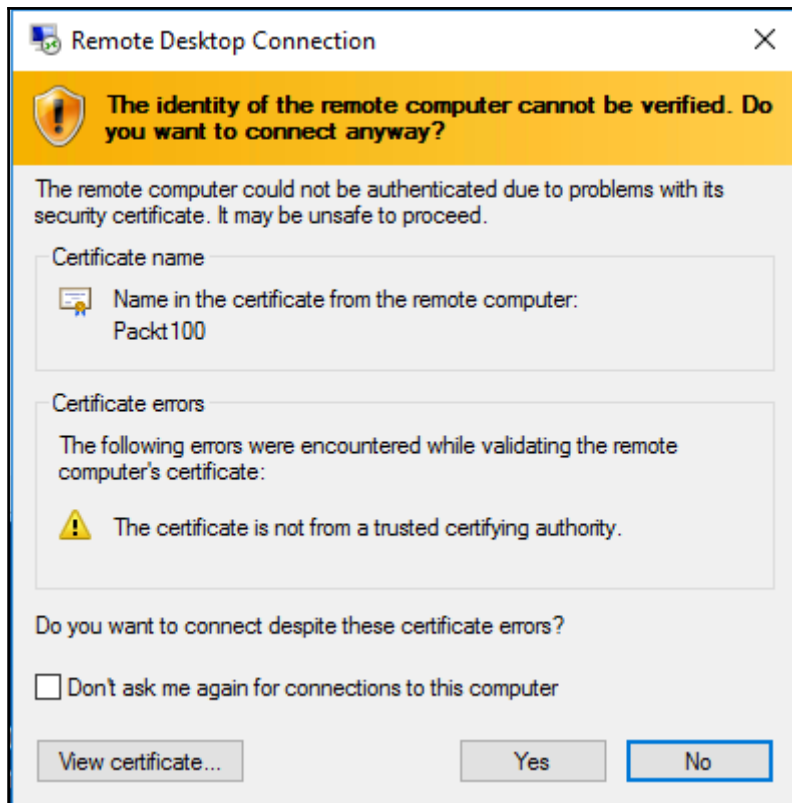 Remote Desktop Connection
The identity of the remote computer cannot be verified. Do
you want to connect anyway?
The remote computer could not be authenticated due to problems with its
security certificate. It may be unsafe to proceed.
Certificate name
Name in the certificate from the remote computer:
Packt100
Certificate errors
The following errors were encountered while validating the remote
computer's certificate:
The certificate is not from a trusted certifying authority.
Do you want to connect despite these certificate errors?
Don't ask me again for connections to this computer
View certificate... Yes No